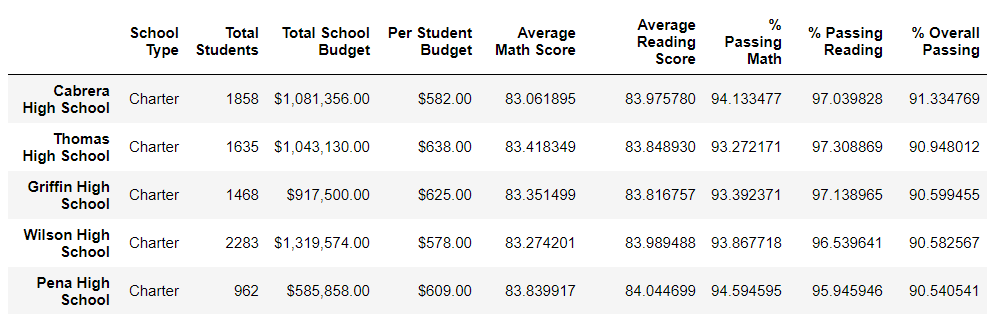 School Type Total Students Total School Budget Per Student Budget Average Math Score Average Reading Score % Passing Math % Passing Reading % Overall Passing
Cabrera High School Charter 1858 $1,081,356.00 $582.00 83.061895 83.975780 94.133477 97.039828 91.334769
Thomas High School Charter 1635 $1,043,130.00 $638.00 83.418349 83.848930 93.272171 97.308869 90.948012
Griffin High School Charter 1468 $917,500.00 $625.00 83.351499 83.816757 93.392371 97.138965 90.599455
Wilson High School Charter 2283 $1,319,574.00 $578.00 83.274201 83.989488 93.867718 96.539641 90.582567
Pena High School Charter 962 $585,858.00 $609.00 83.839917 84.044699 94.594595 95.945946 90.540541